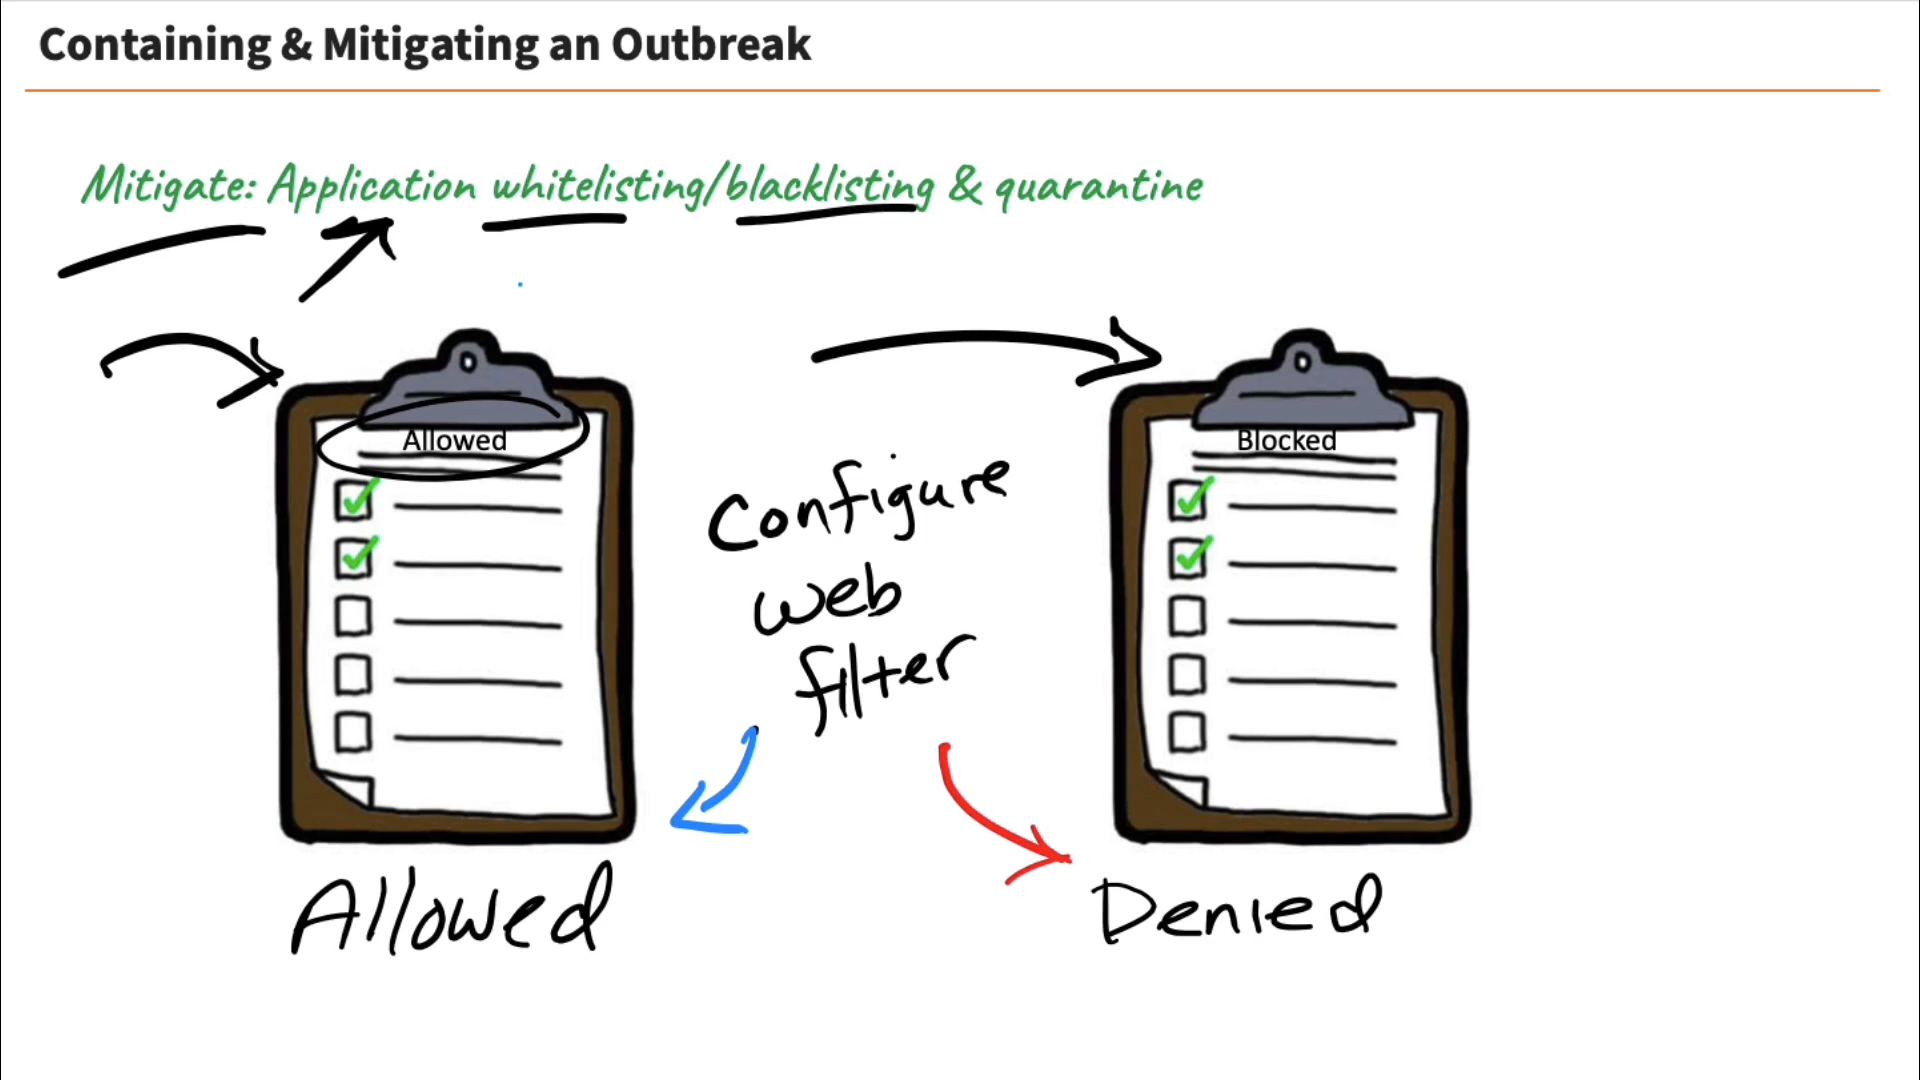 Containing & Mitigating an Outbreak
Mitigate: Application whitelisting/blacklisting & quarantine
Allowed
Blocked
Configure
web
filter
Allowed
Denied